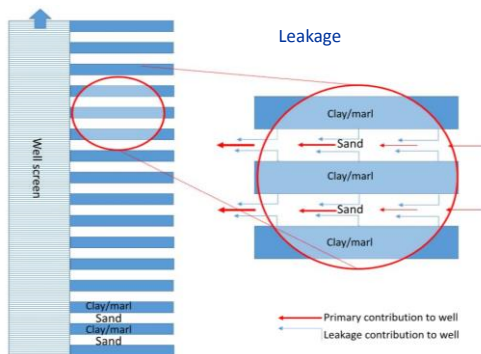 Leakage
Well screen
Clay/marl
Sand
Clay/marl
Sand
Clay/marl
Sand
Clay/marl
Sand
Clay/marl
Primary contribution to well
Leakage contribution to well